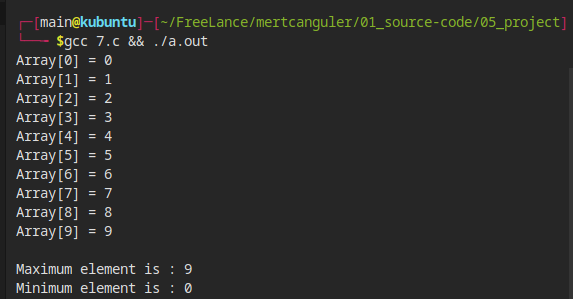 ┌─[main@kubuntu]─[~/FreeLance/mertcanguler/01_source-code/05_project]
└──╼ $gcc 7.c && ./a.out
Array[0] = 0
Array[1] = 1
Array[2] = 2
Array[3] = 3
Array[4] = 4
Array[5] = 5
Array[6] = 6
Array[7] = 7
Array[8] = 8
Array[9] = 9
Maximum element is : 9
Minimum element is : 0